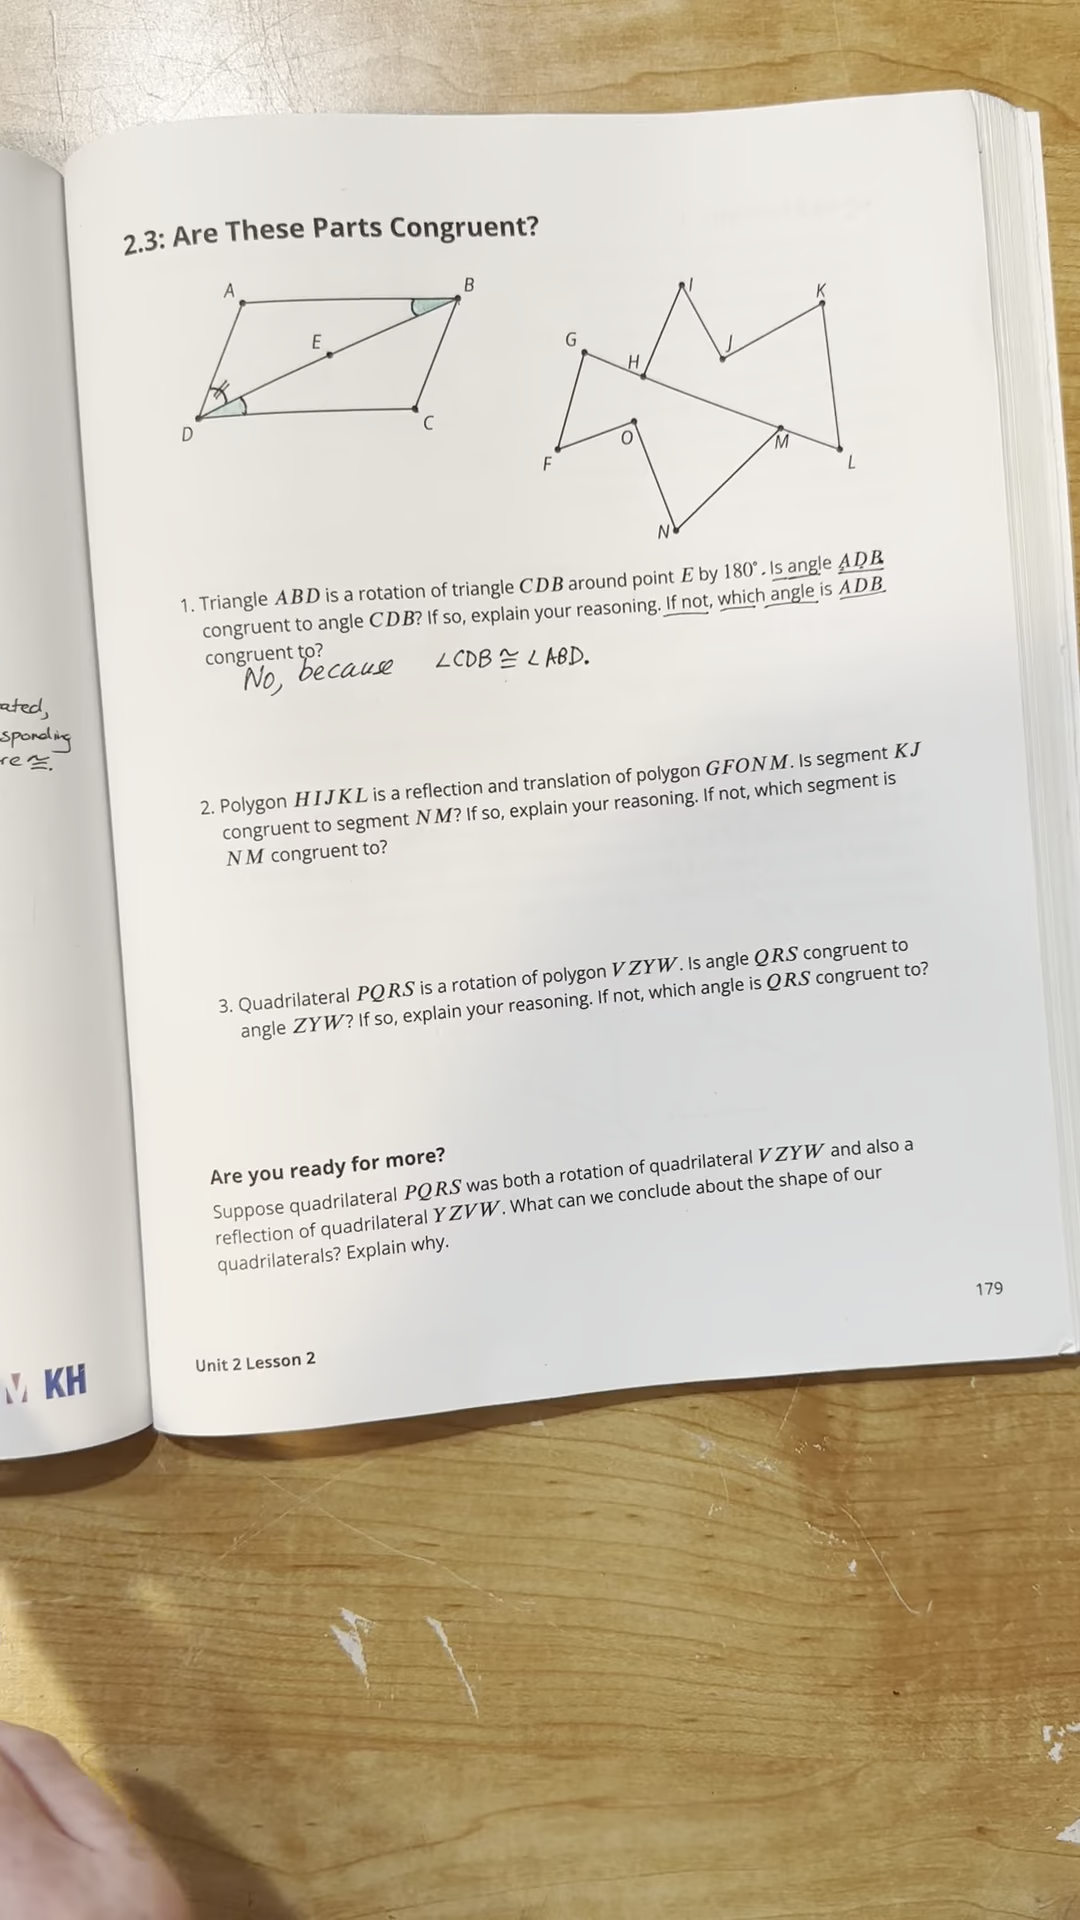 ated,
sponding
re ≅.
M KH
2.3: Are These Parts Congruent?
A
B
E
D
C
I
K
G
H
J
O
M
F
L
N
1. Triangle ABD is a rotation of triangle CDB around point E by 180°. Is angle ADB
congruent to angle CDB? If so, explain your reasoning. If not, which angle is ADB
congruent to?
No, because ∠CDB ≅ ∠ABD.
2. Polygon HIJKL is a reflection and translation of polygon GFONM. Is segment KJ
congruent to segment NM? If so, explain your reasoning. If not, which segment is
NM congruent to?
3. Quadrilateral PQRS is a rotation of polygon VZYW. Is angle QRS congruent to
angle ZYW? If so, explain your reasoning. If not, which angle is QRS congruent to?
Are you ready for more?
Suppose quadrilateral PQRS was both a rotation of quadrilateral VZYW and also a
reflection of quadrilateral YZVW. What can we conclude about the shape of our
quadrilaterals? Explain why.
179
Unit 2 Lesson 2